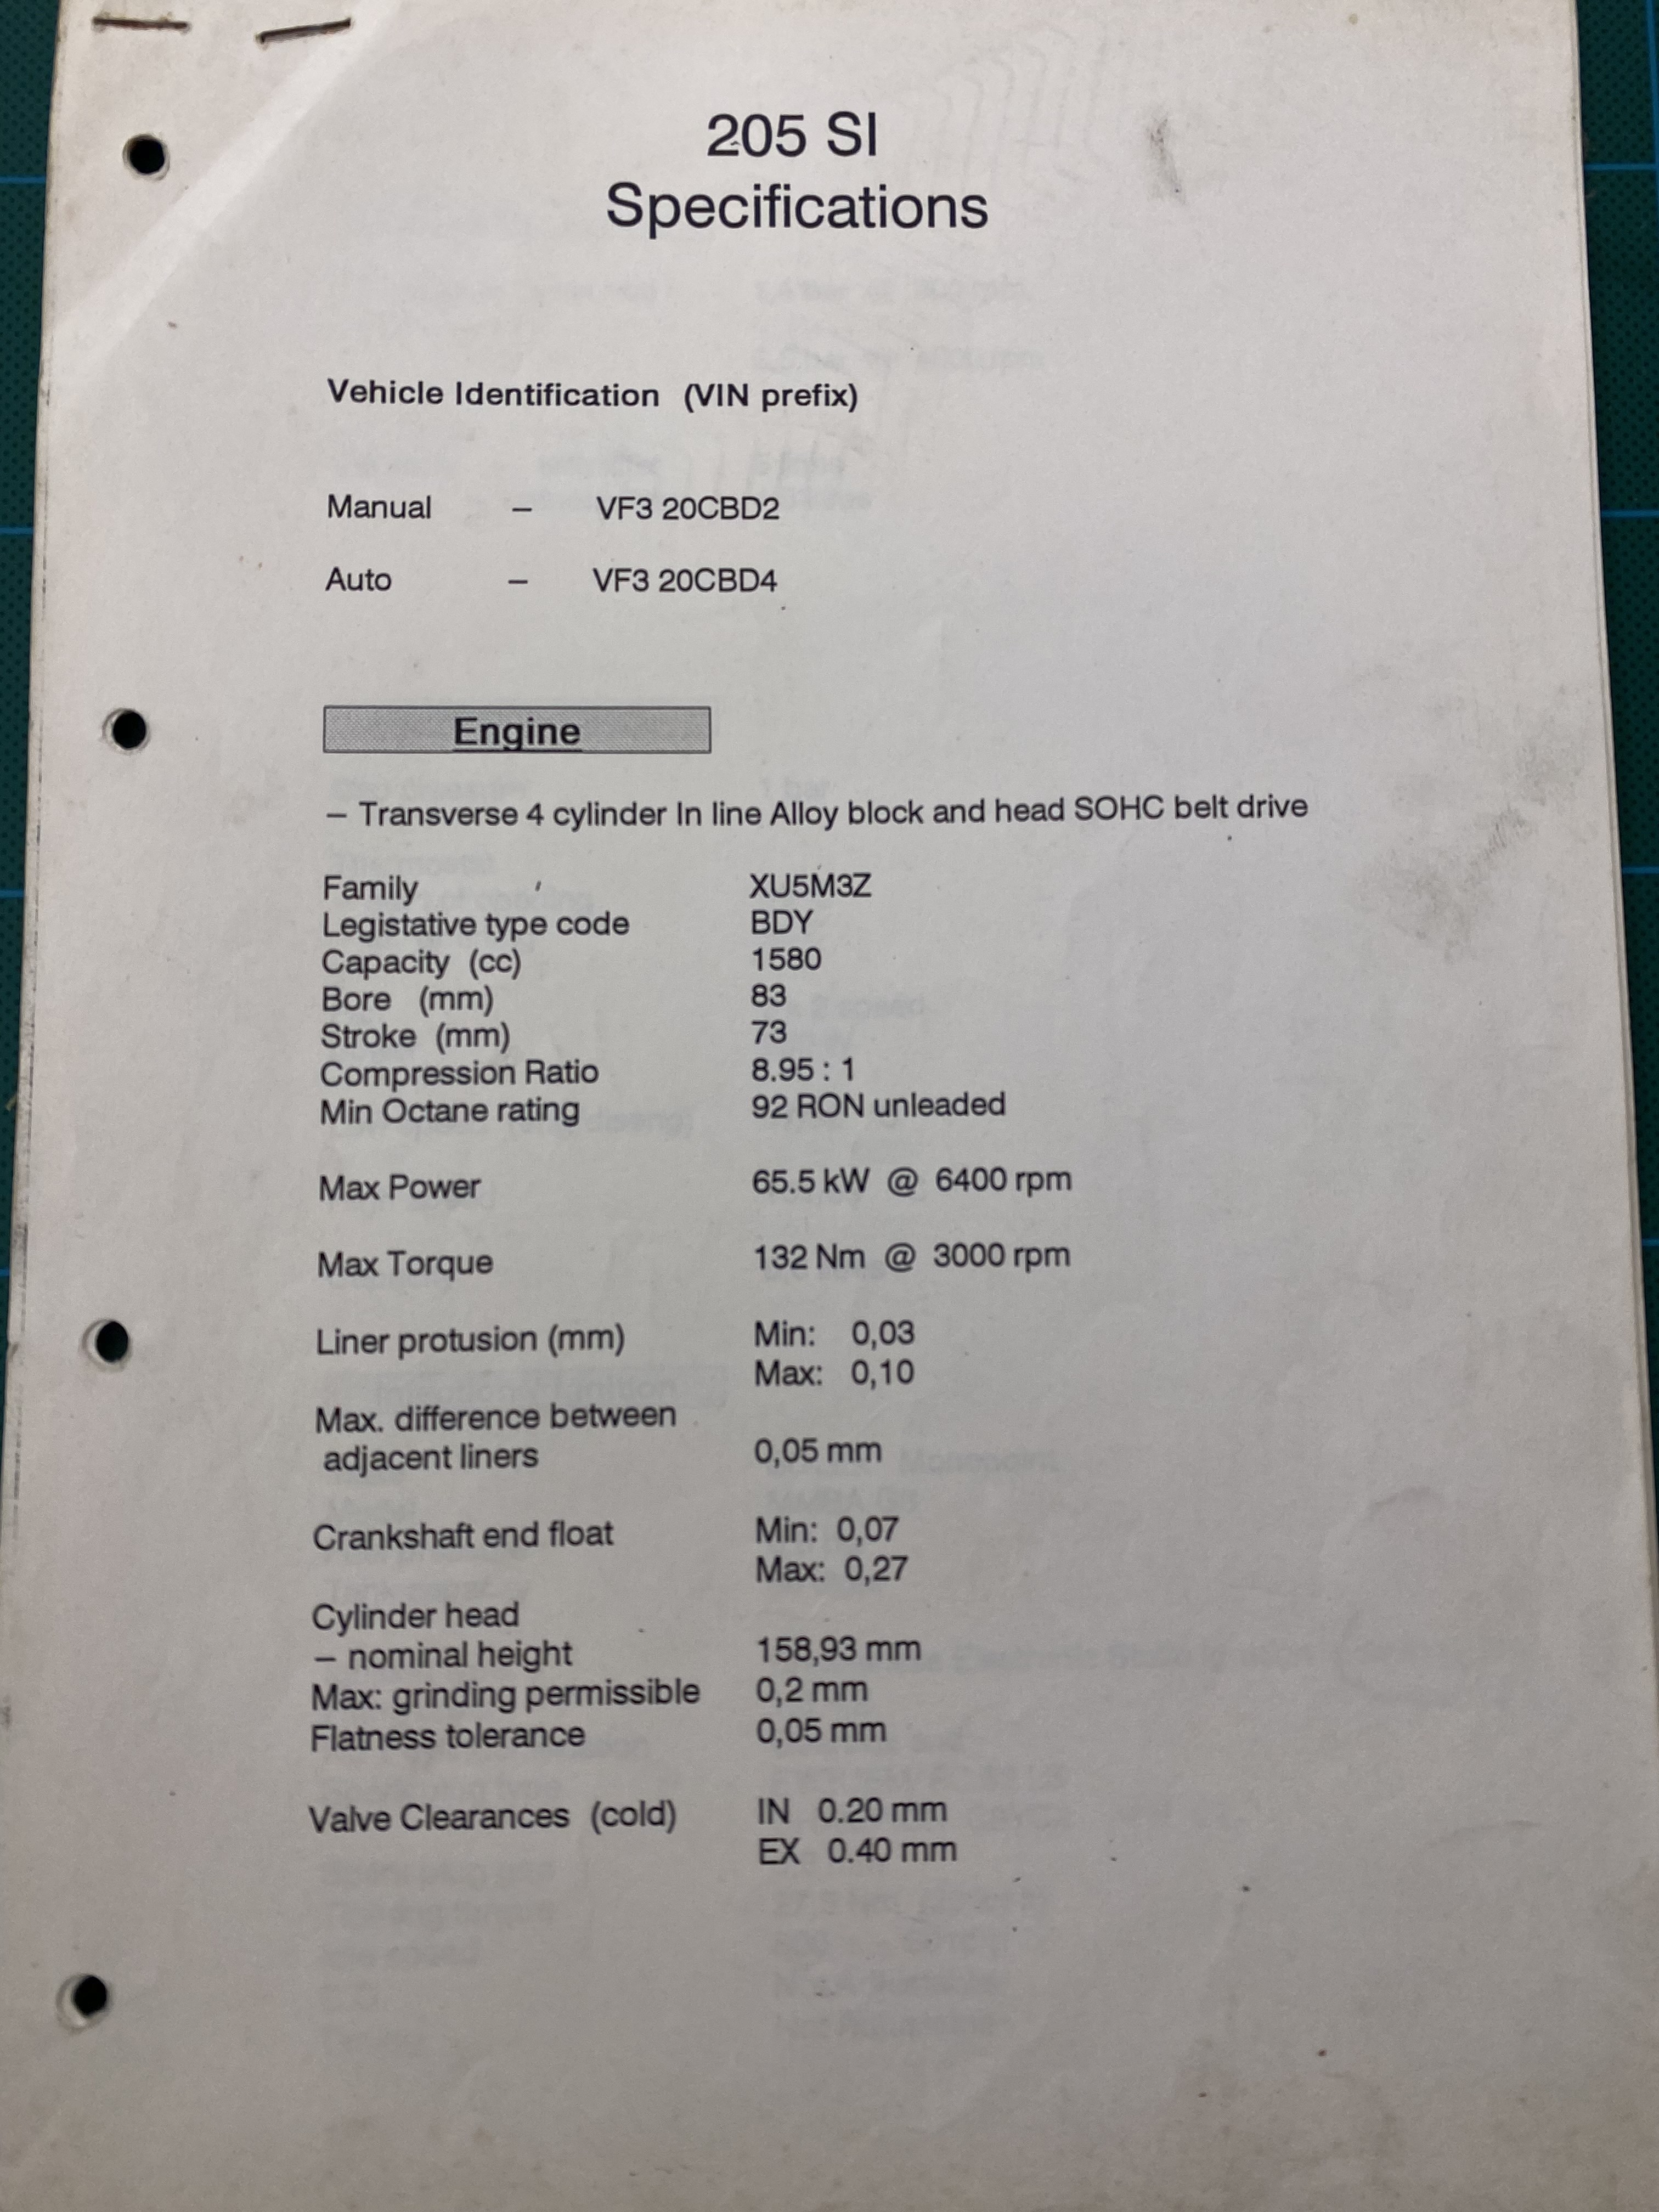 205 SI
Specifications
Vehicle Identification (VIN prefix)
Manual – VF3 20CBD2
Auto – VF3 20CBD4
Engine
– Transverse 4 cylinder In line Alloy block and head SOHC belt drive
Family XU5M3Z
Legistative type code BDY
Capacity (cc) 1580
Bore (mm) 83
Stroke (mm) 73
Compression Ratio 8.95 : 1
Min Octane rating 92 RON unleaded
Max Power 65.5 kW @ 6400 rpm
Max Torque 132 Nm @ 3000 rpm
Liner protusion (mm) Min: 0,03
Max: 0,10
Max. difference between
adjacent liners 0,05 mm
Crankshaft end float Min: 0,07
Max: 0,27
Cylinder head
– nominal height 158,93 mm
Max: grinding permissible 0,2 mm
Flatness tolerance 0,05 mm
Valve Clearances (cold) IN 0.20 mm
EX 0.40 mm